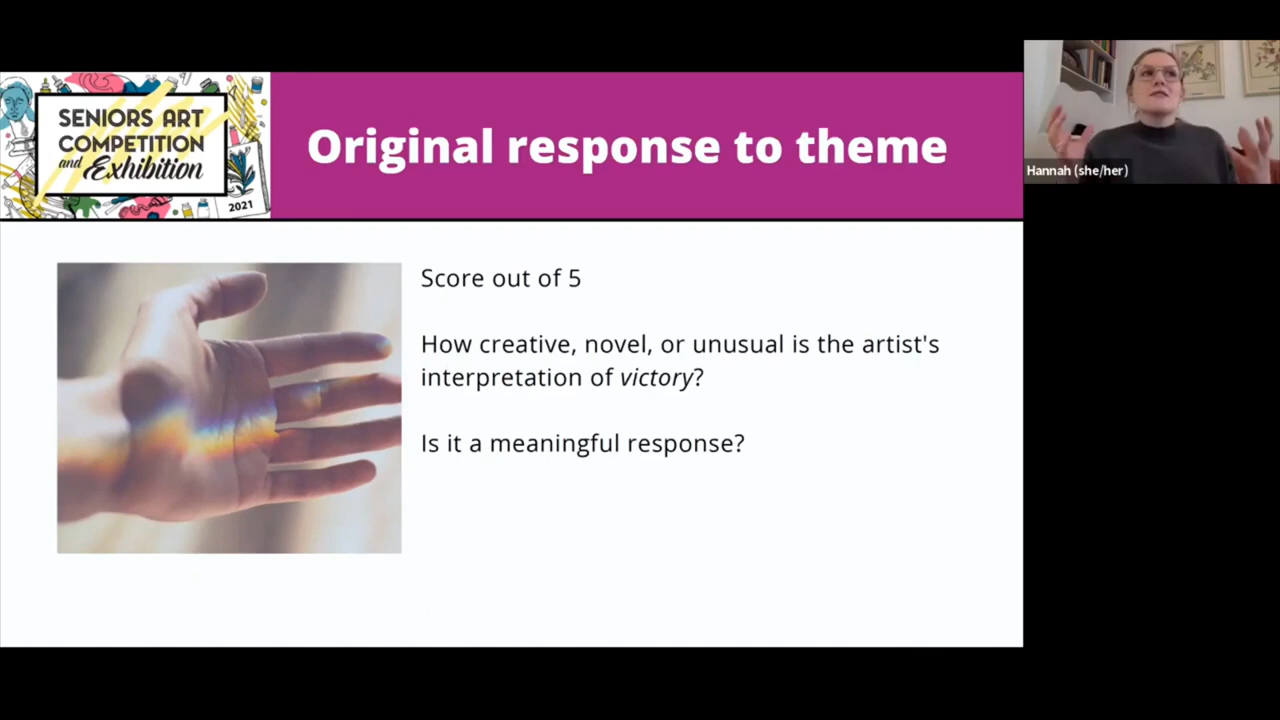 SENIORS ART
COMPETITION
and Exhibition
2021
Original response to theme
Hannah (she/her)
Score out of 5
How creative, novel, or unusual is the artist's
interpretation of victory?
Is it a meaningful response?